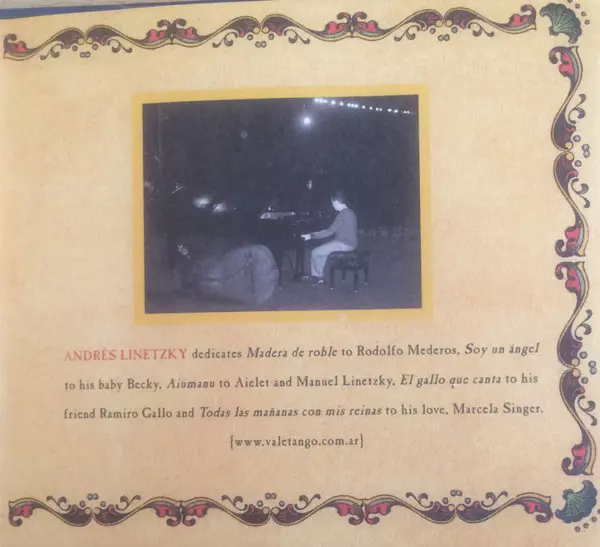 ANDRÉS LINETZKY dedicates Madera de roble to Rodolfo Mederos, Soy un ángel
to his baby Becky, Aiumanu to Aielet and Manuel Linetzky, El gallo que canta to his
friend Ramiro Gallo and Todas las mañanas con mis reinas to his love, Marcela Singer.
{www.valetango.com.ar}